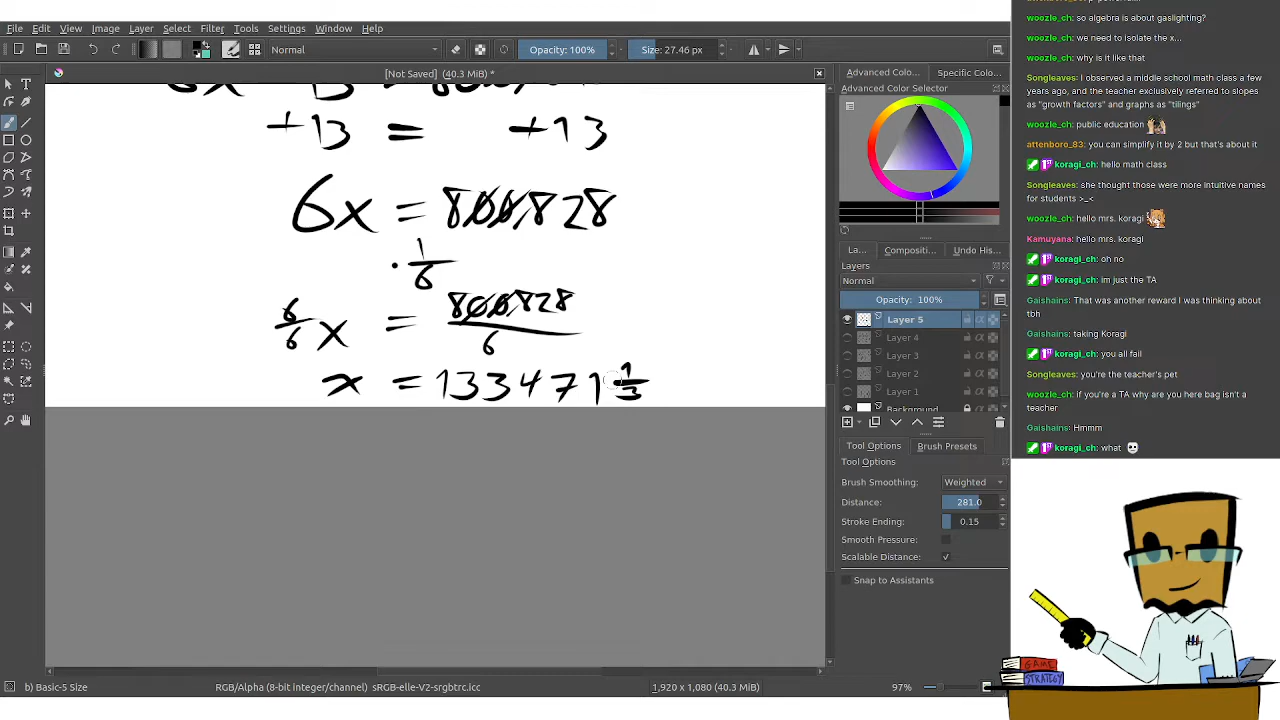 File Edit View Image Layer Select Filter Tools Settings Window Help
Normal Opacity: 100% Size: 27.46 px
[Not Saved] (40.3 MiB) *
+13 = +13
6x = 800828
· 1/6
6/6 x = 800828/6
x = 133471 1/3
b) Basic-5 Size RGB/Alpha (8-bit integer/channel) sRGB-elle-V2-srgbtrc.icc 1,920 x 1,080 (40.3 MiB) 97%
Advanced Colo... Specific Color...
Advanced Color Selector
La... Compositi... Undo His...
Layers
Normal
Opacity: 100%
Layer 5
Layer 4
Layer 3
Layer 2
Layer 1
Background
Tool Options Brush Presets
Tool Options
Brush Smoothing: Weighted
Distance: 281.0
Stroke Ending: 0.15
Smooth Pressure:
Scalable Distance:
Snap to Assistants
woozle_ch: so algebra is about gaslighting?
woozle_ch: we need to isolate the x...
woozle_ch: why is it like that
Songleaves: I observed a middle school math class a few
years ago, and the teacher exclusively referred to slopes
as "growth factors" and graphs as "tilings"
woozle_ch: public education
attenboro_83: you can simplify it by 2 but that's about it
koragi_ch: hello math class
Songleaves: she thought those were more intuitive names
for students >_<
woozle_ch: hello mrs. koragi
Kamuyana: hello mrs. koragi
koragi_ch: oh no
koragi_ch: im just the TA
Gaishains: That was another reward I was thinking about
tbh
Gaishains: taking Koragi
koragi_ch: you all fail
Songleaves: you're the teacher's pet
woozle_ch: if you're a TA why are you here bag isn't a
teacher
Gaishains: Hmmm
koragi_ch: what
GAME
STRATEGY